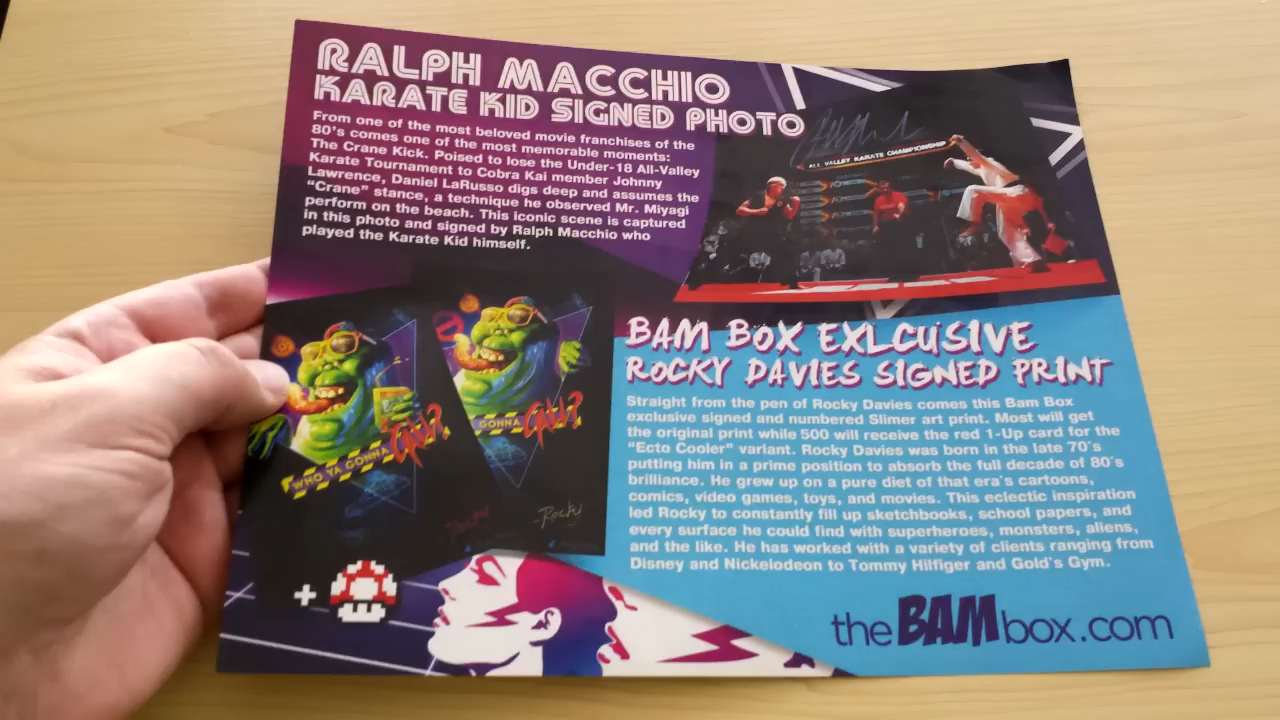 RALPH MACCHIO
KARATE KID SIGNED PHOTO
From one of the most beloved movie franchises of the
80's comes one of the most memorable moments:
The Crane Kick. Poised to lose the Under-18 All-Valley
Karate Tournament to Cobra Kai member Johnny
Lawrence, Daniel LaRusso digs deep and assumes the
"Crane" stance, a technique he observed Mr. Miyagi
perform on the beach. This iconic scene is captured
in this photo and signed by Ralph Macchio who
played the Karate Kid himself.
ALL VALLEY KARATE CHAMPIONSHIP
WHO YA GONNA CALL?
GONNA CALL?
Rocky
Rocky
+
BAM BOX EXLCUSIVE
ROCKY DAVIES SIGNED PRINT
Straight from the pen of Rocky Davies comes this Bam Box
exclusive signed and numbered Slimer art print. Most will get
the original print while 500 will receive the red 1-Up card for the
"Ecto Cooler" variant. Rocky Davies was born in the late 70's
putting him in a prime position to absorb the full decade of 80's
brilliance. He grew up on a pure diet of that era's cartoons,
comics, video games, toys, and movies. This eclectic inspiration
led Rocky to constantly fill up sketchbooks, school papers, and
every surface he could find with superheroes, monsters, aliens,
and the like. He has worked with a variety of clients ranging from
Disney and Nickelodeon to Tommy Hilfiger and Gold's Gym.
theBAMbox.com